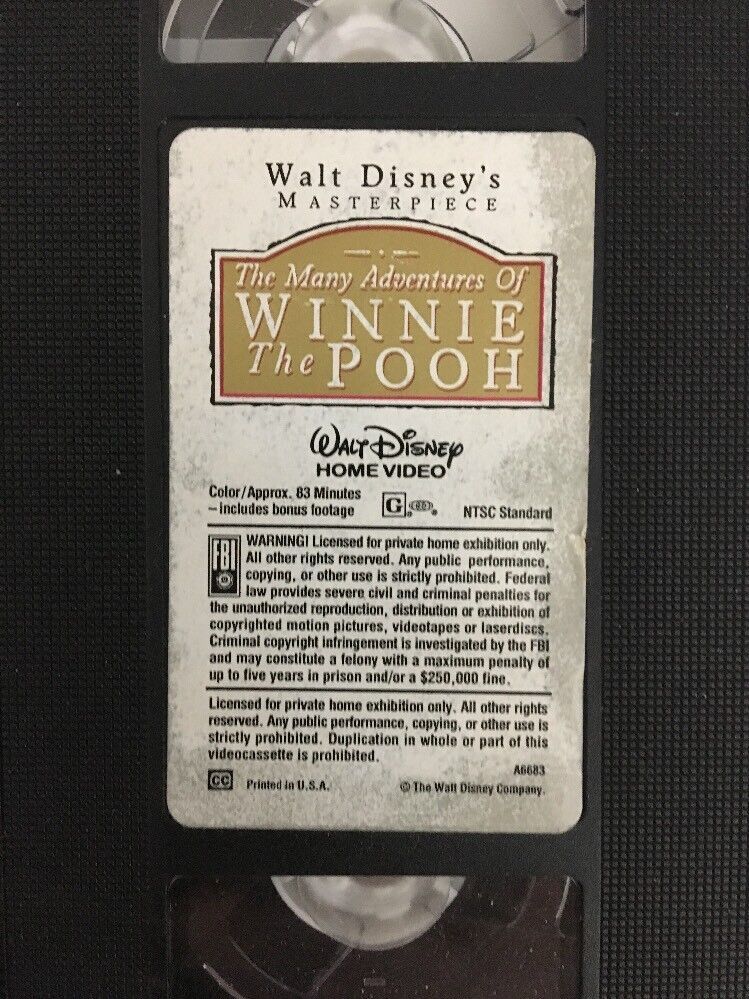 Walt Disney's
MASTERPIECE
The Many Adventures Of
WINNIE
The POOH
WALT DISNEY
HOME VIDEO
Color/Approx. 83 Minutes
– includes bonus footage
G
NTSC Standard
FBI
WARNING! Licensed for private home exhibition only.
All other rights reserved. Any public performance,
copying, or other use is strictly prohibited. Federal
law provides severe civil and criminal penalties for
the unauthorized reproduction, distribution or exhibition of
copyrighted motion pictures, videotapes or laserdiscs.
Criminal copyright infringement is investigated by the FBI
and may constitute a felony with a maximum penalty of
up to five years in prison and/or a $250,000 fine.
Licensed for private home exhibition only. All other rights
reserved. Any public performance, copying, or other use is
strictly prohibited. Duplication in whole or part of this
videocassette is prohibited.
A6683
CC
Printed in U.S.A.
© The Walt Disney Company.